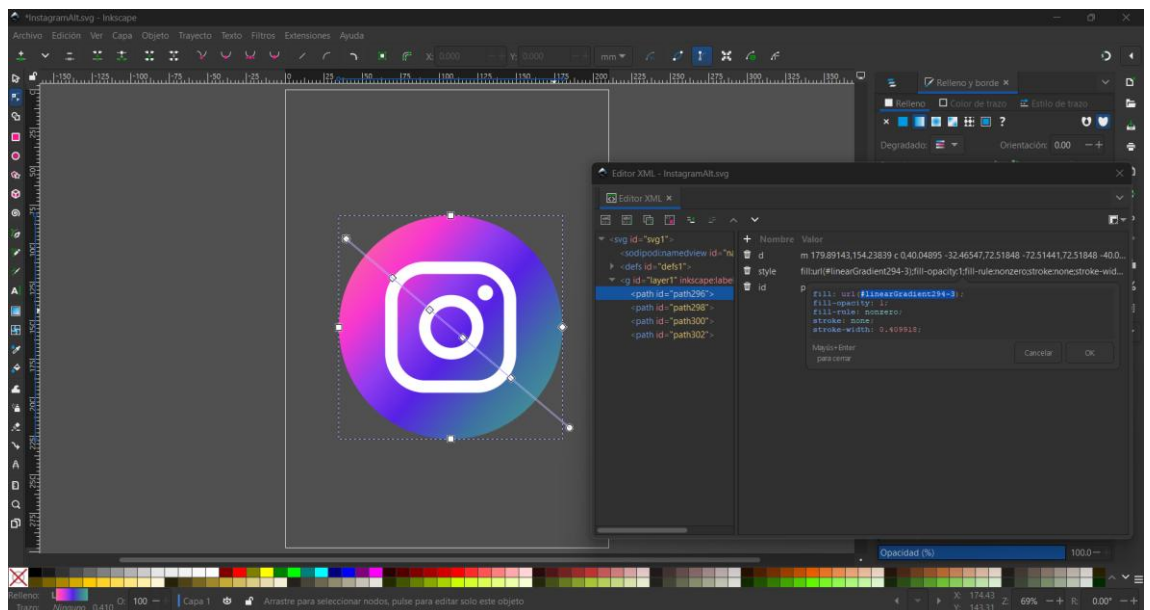 *InstagramAlt.svg - Inkscape
Archivo Edición Ver Capa Objeto Trayecto Texto Filtros Extensiones Ayuda
X: 0.000 Y: 0.000 mm
Relleno y borde
Relleno Color de trazo Estilo de trazo
Degradado: Orientación: 0.00
Editor XML - InstagramAlt.svg
Editor XML
<svg id="svg1">
<sodipodi:namedview id="na
<defs id="defs1">
<g id="layer1" inkscape:label
<path id="path296">
<path id="path298">
<path id="path300">
<path id="path302">
Nombre Valor
d m 179.89143,154.23839 c 0,40.04895 -32.46547,72.51848 -72.51441,72.51848 -40.0...
style fill:url(#linearGradient294-3);fill-opacity:1;fill-rule:nonzero;stroke:none;stroke-wid...
id p
fill: url(#linearGradient294-3);
fill-opacity: 1;
fill-rule: nonzero;
stroke: none;
stroke-width: 0.409918;
Mayús+Enter
para cerrar
Cancelar OK
Opacidad (%) 100.0
Relleno: L
Trazo: Ninguno 0.410
O: 100
Capa 1
Arrastre para seleccionar nodos, pulse para editar solo este objeto
X: 174.43
Y: 143.31
Z: 69% R: 0.00°